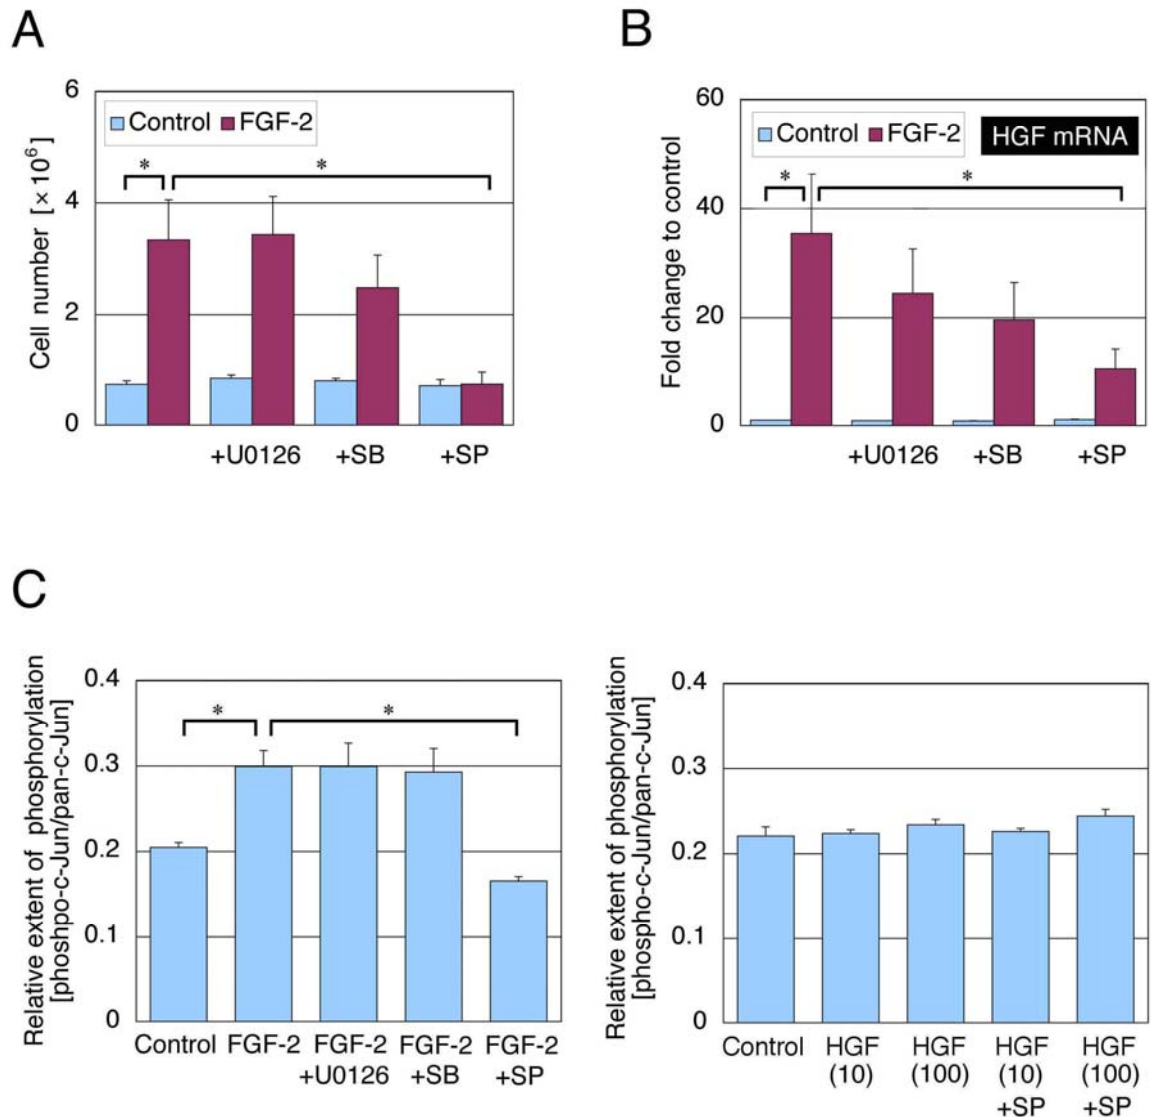 A
Cell number [×10⁶]
6
4
2
0
Control FGF-2
*
*
+U0126 +SB +SP
B
Fold change to control
60
40
20
0
Control FGF-2
HGF mRNA
*
*
+U0126 +SB +SP
C
Relative extent of phosphorylation
[phoshpo-c-Jun/pan-c-Jun]
0.4
0.3
0.2
0.1
0
*
*
Control FGF-2 FGF-2 FGF-2 FGF-2
+U0126 +SB +SP
Relative extent of phosphorylation
[phospho-c-Jun/pan-c-Jun]
0.4
0.3
0.2
0.1
0
Control HGF HGF HGF HGF
(10) (100) (10) (100)
+SP +SP